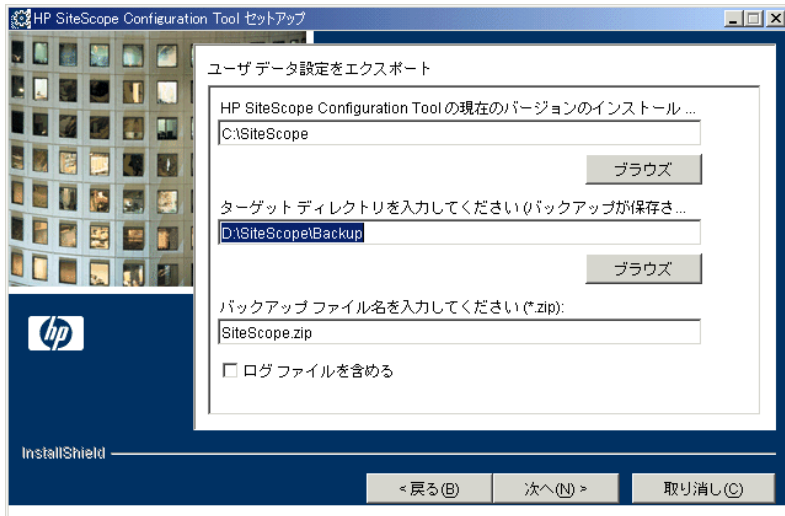 HP SiteScope Configuration Tool セットアップ
ユーザ データ設定をエクスポート
HP SiteScope Configuration Tool の現在のバージョンのインストール ...
C:\SiteScope
ブラウズ
ターゲット ディレクトリを入力してください (バックアップが保存さ...
D:\SiteScope\Backup
ブラウズ
バックアップ ファイル名を入力してください (*.zip):
SiteScope.zip
ログ ファイルを含める
hp
InstallShield
< 戻る(B)
次へ(N) >
取り消し(C)